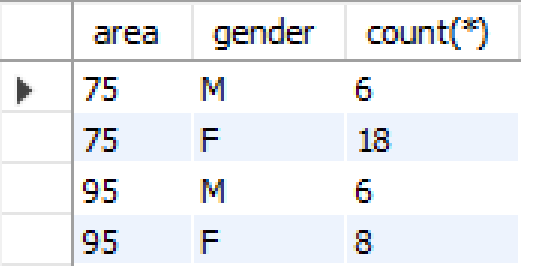 area gender count(*)
75 M 6
75 F 18
95 M 6
95 F 8